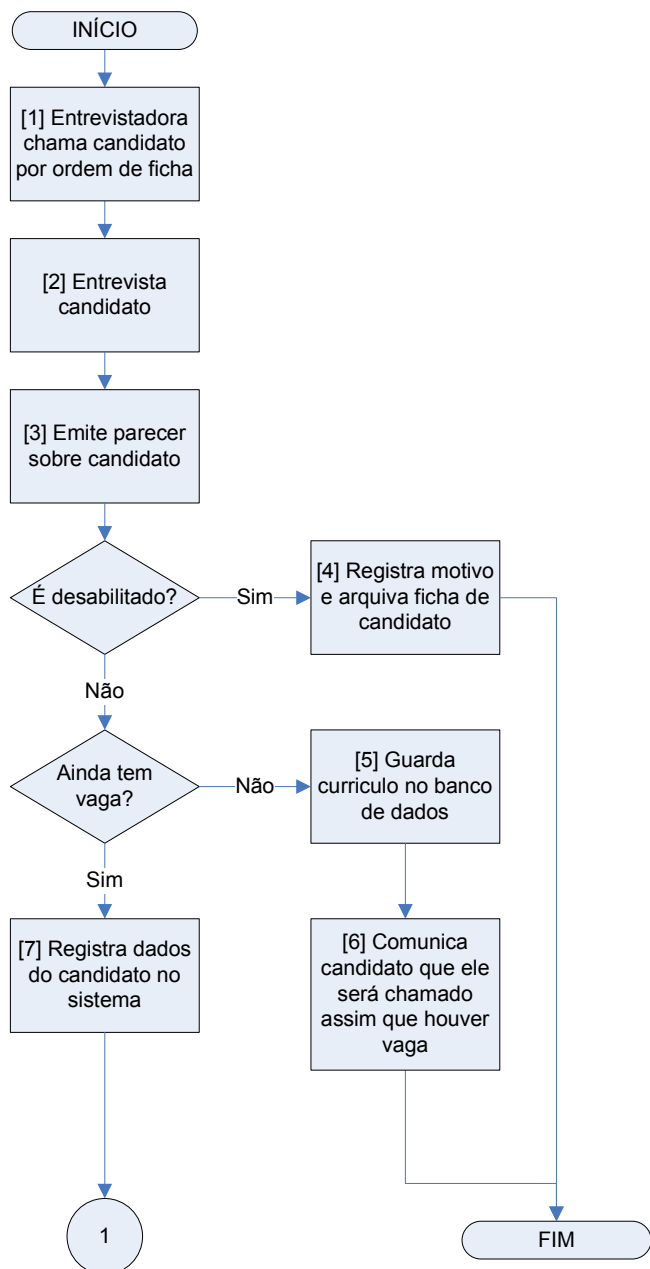 INÍCIO
[1] Entrevistadora
chama candidato
por ordem de ficha
[2] Entrevista
candidato
[3] Emite parecer
sobre candidato
É desabilitado?
Sim
[4] Registra motivo
e arquiva ficha de
candidato
Não
Ainda tem
vaga?
Não
[5] Guarda
curriculo no banco
de dados
Sim
[7] Registra dados
do candidato no
sistema
[6] Comunica
candidato que ele
será chamado
assim que houver
vaga
1
FIM